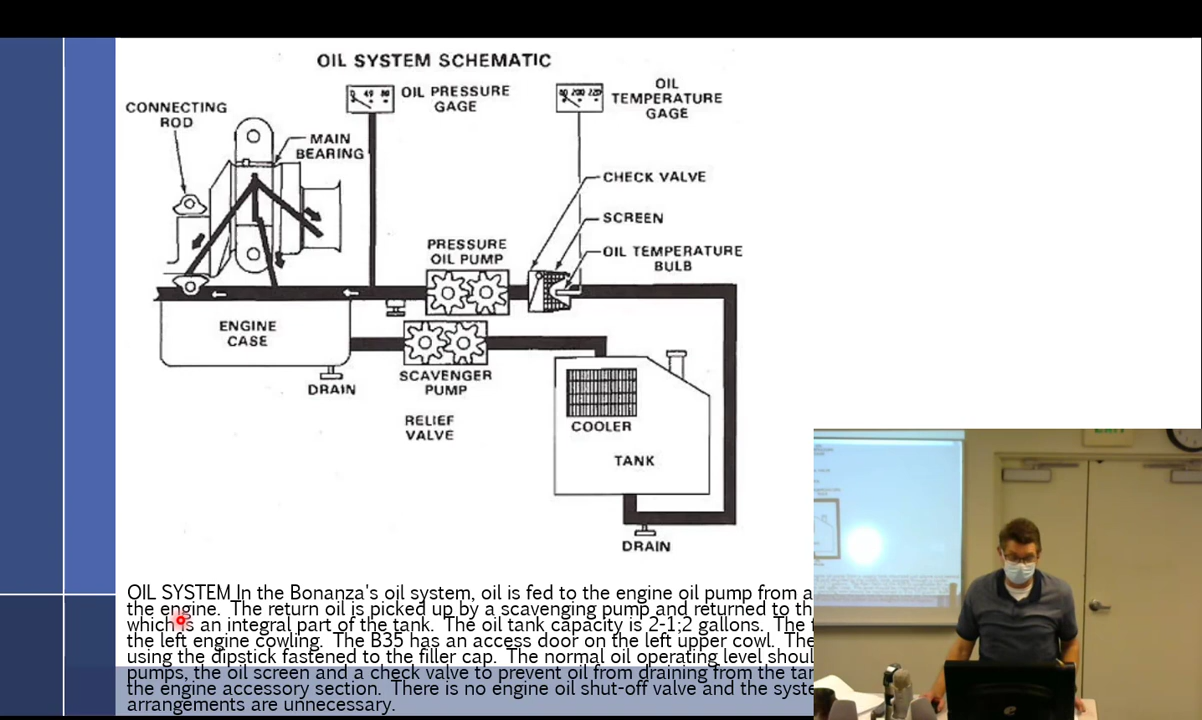 OIL SYSTEM SCHEMATIC
OIL PRESSURE
GAGE
OIL
TEMPERATURE
GAGE
CONNECTING
ROD
MAIN
BEARING
CHECK VALVE
SCREEN
PRESSURE
OIL PUMP
OIL TEMPERATURE
BULB
ENGINE
CASE
DRAIN
SCAVENGER
PUMP
RELIEF
VALVE
COOLER
TANK
DRAIN
OIL SYSTEM In the Bonanza's oil system, oil is fed to the engine oil pump from a
the engine. The return oil is picked up by a scavenging pump and returned to th
which is an integral part of the tank. The oil tank capacity is 2-1;2 gallons. The
the left engine cowling. The B35 has an access door on the left upper cowl. The
using the dipstick fastened to the filler cap. The normal oil operating level shoul
pumps, the oil screen and a check valve to prevent oil from draining from the tan
the engine accessory section. There is no engine oil shut-off valve and the syste
arrangements are unnecessary.